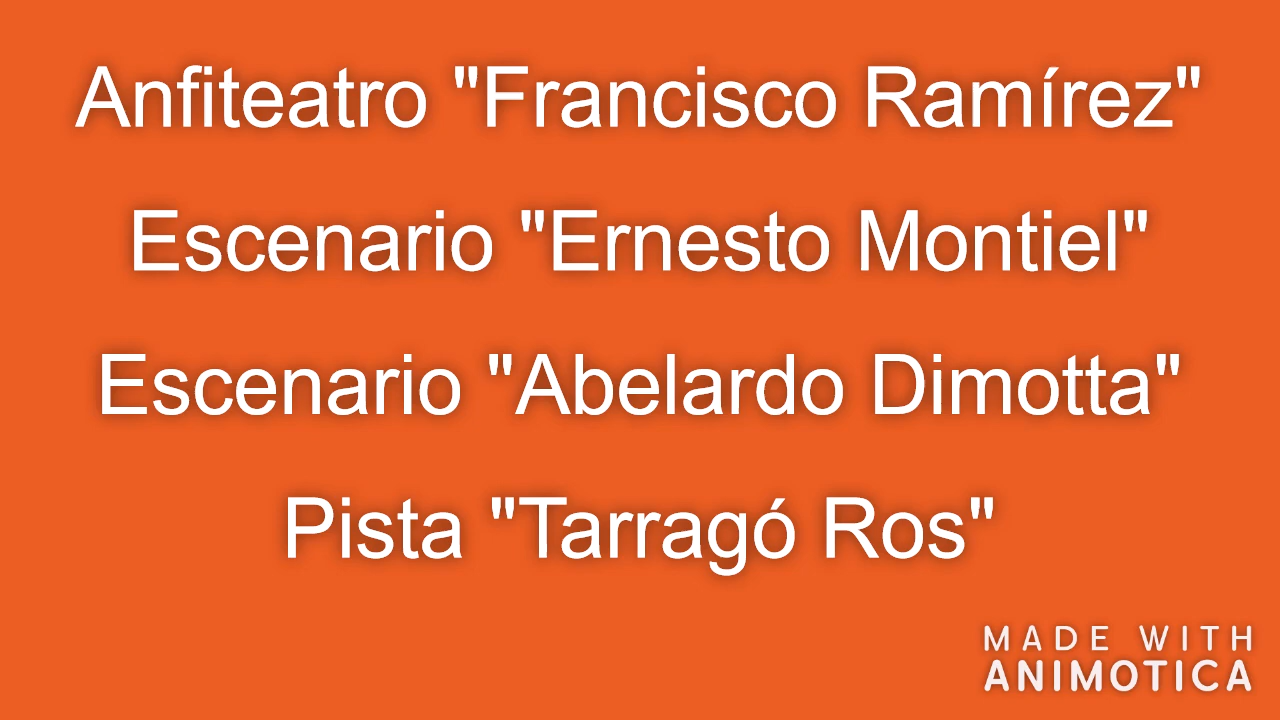 Anfiteatro "Francisco Ramírez"
Escenario "Ernesto Montiel"
Escenario "Abelardo Dimotta"
Pista "Tarragó Ros"
MADE WITH
ANIMOTICA